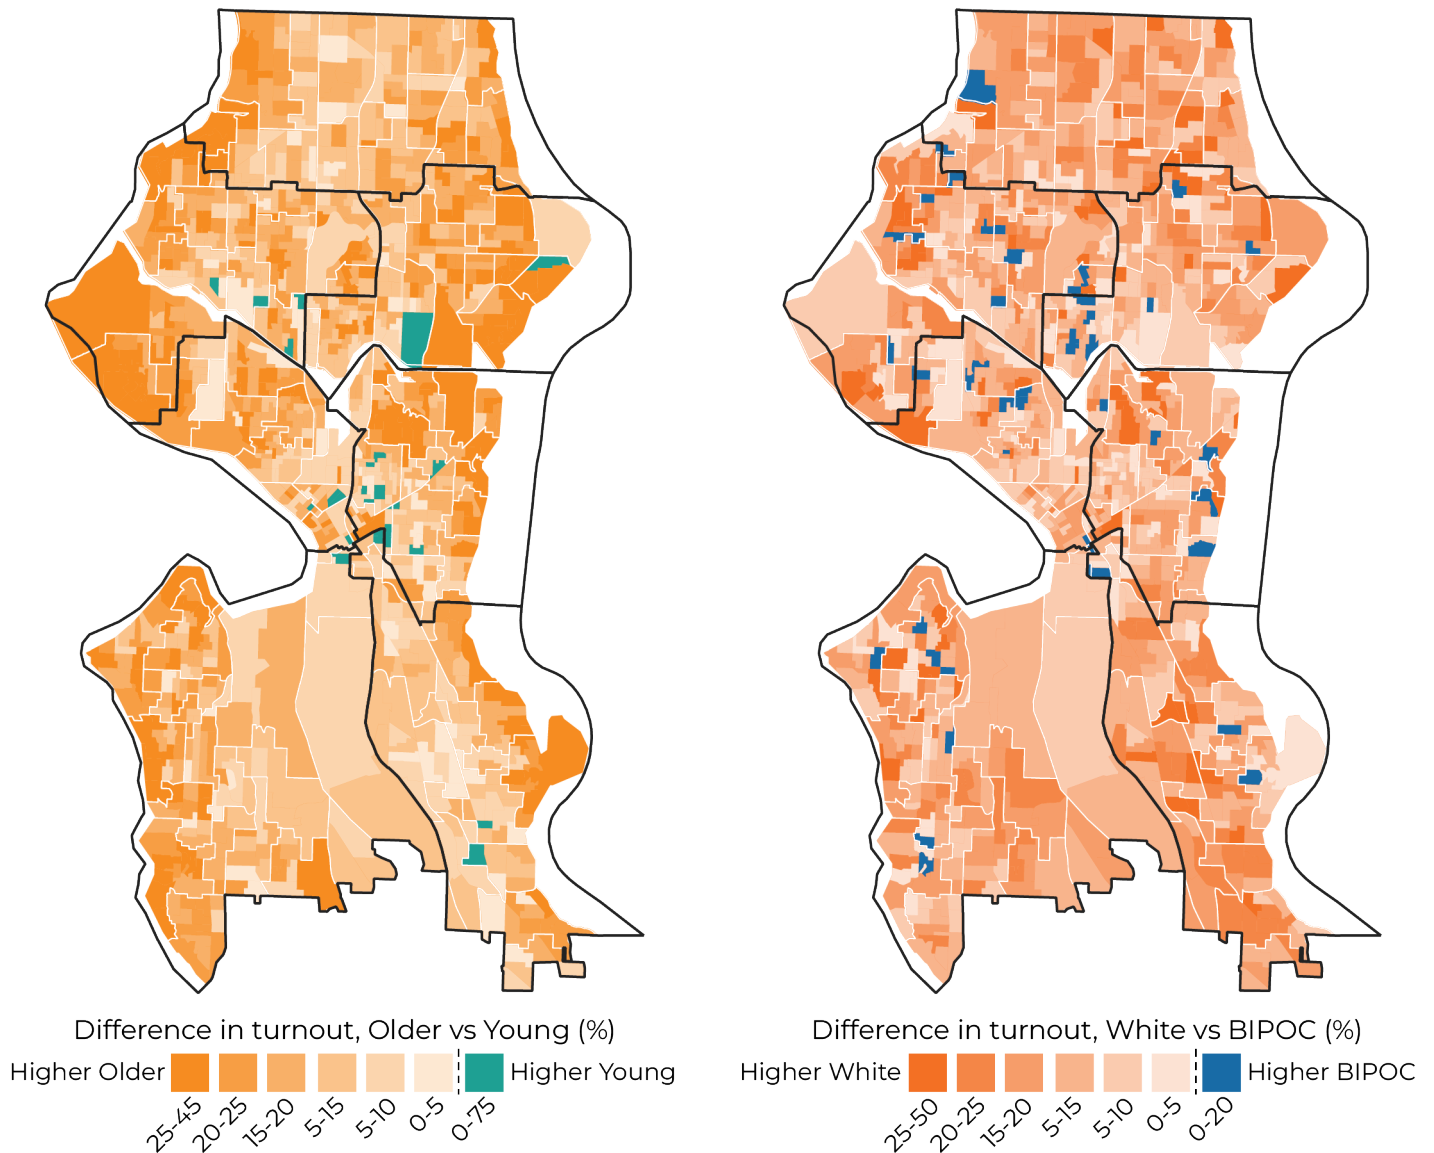 Difference in turnout, Older vs Young (%)
Higher Older
Higher Young
25-45
20-25
15-20
5-15
5-10
0-5
0-75
Difference in turnout, White vs BIPOC (%)
Higher White
Higher BIPOC
25-50
20-25
15-20
5-15
5-10
0-5
0-20